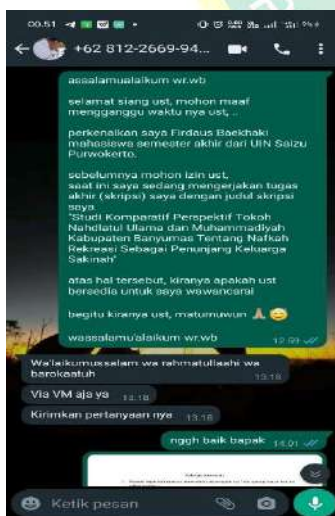 00.51
+62 812-2669-94...
assalamualaikum wr.wb
selamat siang ust, mohon maaf
mengganggu waktu nya ust, ..
perkenalkan saya Firdaus Baekhaki
mahasiswa semester akhir dari UIN Saizu
Purwokerto.
sebelumnya mohon izin ust,
saat ini saya sedang mengerjakan tugas
akhir (skripsi) saya dengan judul skripsi
saya.
"Studi Komparatif Perspektif Tokoh
Nahdlatul Ulama dan Muhammadiyah
Kabupaten Banyumas Tentang Nafkah
Rekreasi Sebagai Penunjang Keluarga
Sakinah"
atas hal tersebut, kiranya apakah ust
bersedia untuk saya wawancarai
begitu kiranya ust, maturnuwun 🙏 😊
wassalamu'alaikum wr.wb
12.59
Wa'laikumussalam wa rahmatullaahi wa
barokaatuh
13.18
Via VM aja ya 13.18
Kirimkan pertanyaan nya 13.18
nggh baik bapak 14.01
Ketik pesan